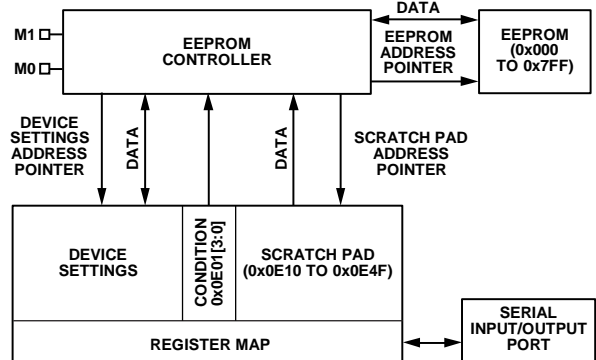 DATA
M1
M0
EEPROM
CONTROLLER
EEPROM
ADDRESS
POINTER
EEPROM
(0x000
TO 0x7FF)
DEVICE
SETTINGS
ADDRESS
POINTER
DATA
DATA
SCRATCH PAD
ADDRESS
POINTER
DEVICE
SETTINGS
CONDITION
0x0E01[3:0]
SCRATCH PAD
(0x0E10 TO 0x0E4F)
REGISTER MAP
SERIAL
INPUT/OUTPUT
PORT